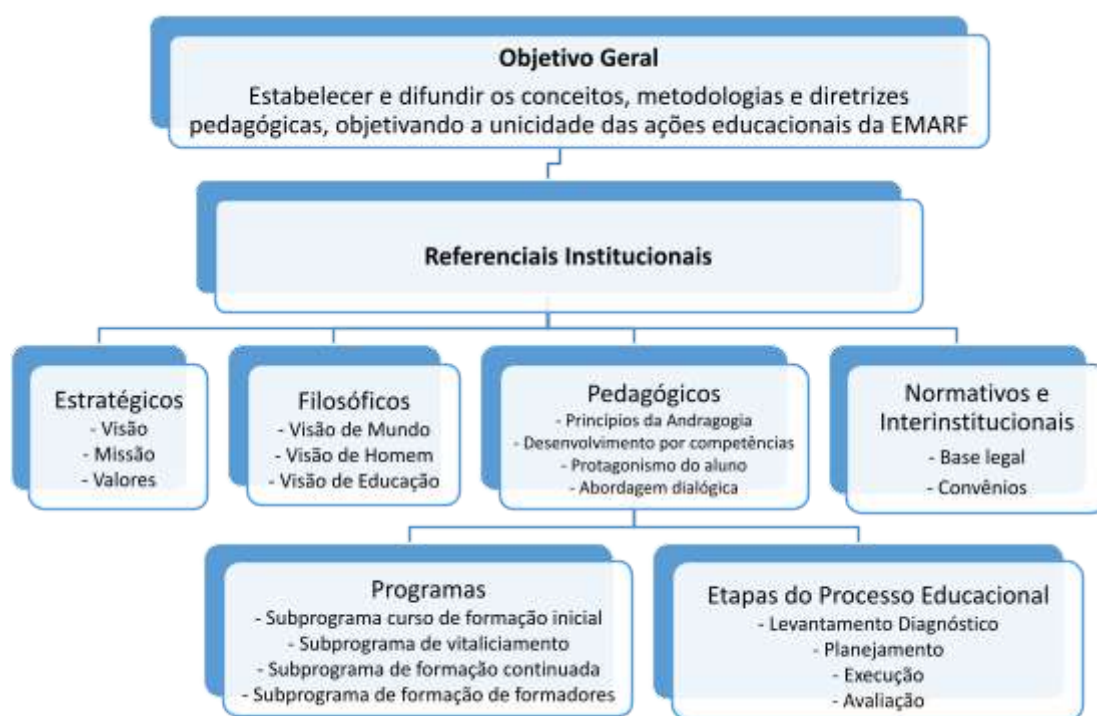 Objetivo Geral
Estabelecer e difundir os conceitos, metodologias e diretrizes
pedagógicas, objetivando a unicidade das ações educacionais da EMARF
Referenciais Institucionais
Estratégicos
- Visão
- Missão
- Valores
Filosóficos
- Visão de Mundo
- Visão de Homem
- Visão de Educação
Pedagógicos
- Princípios da Andragogia
- Desenvolvimento por competências
- Protagonismo do aluno
- Abordagem dialógica
Normativos e
Interinstitucionais
- Base legal
- Convênios
Programas
- Subprograma curso de formação inicial
- Subprograma de vitaliciamento
- Subprograma de formação continuada
- Subprograma de formação de formadores
Etapas do Processo Educacional
- Levantamento Diagnóstico
- Planejamento
- Execução
- Avaliação